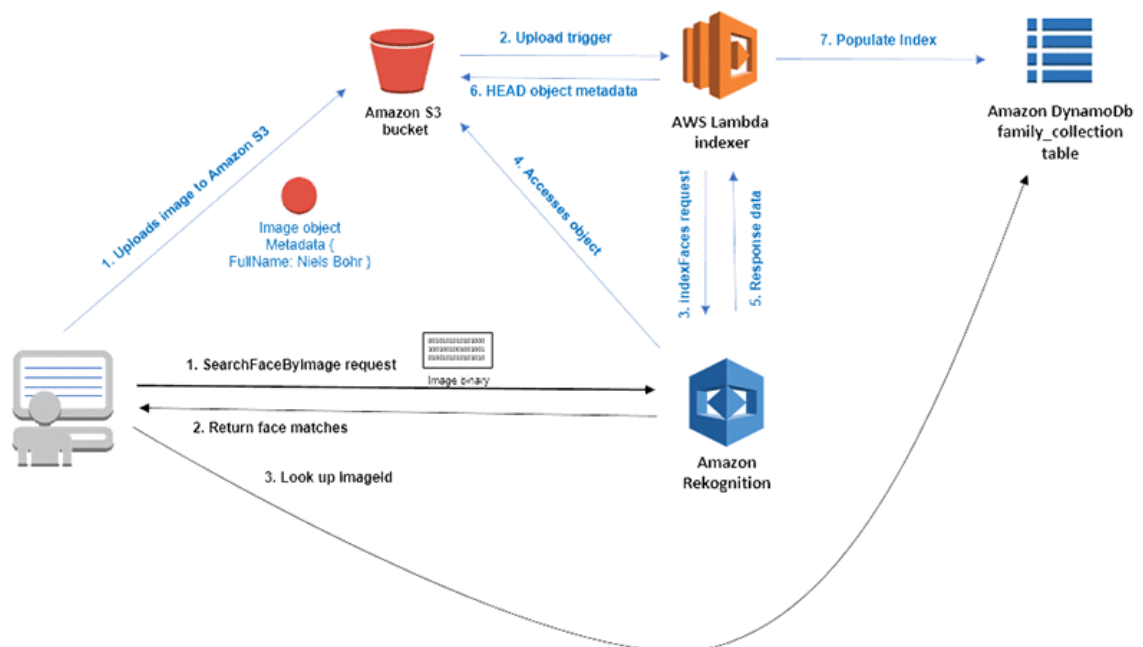 2. Upload trigger
7. Populate Index
6. HEAD object metadata
Amazon S3
bucket
AWS Lambda
indexer
Amazon DynamoDb
family_collection
table
1. Uploads image to Amazon S3
4. Accesses object
Image object
Metadata {
FullName: Niels Bohr }
3. indexFaces request
5. Response data
1. SearchFaceByImage request
Image binary
2. Return face matches
3. Look up ImageId
Amazon
Rekognition